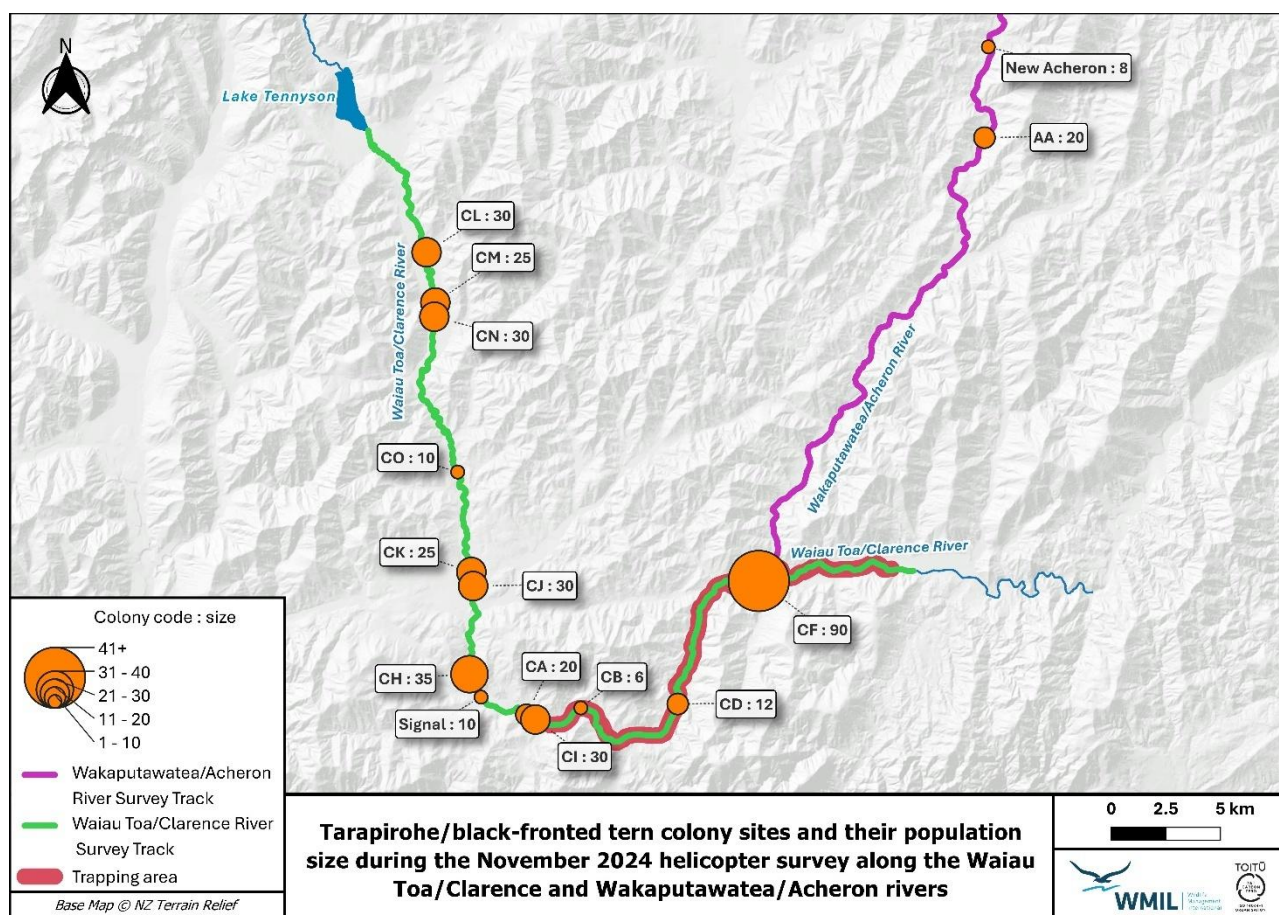 N
Lake Tennyson
New Acheron : 8
AA : 20
CL : 30
CM : 25
CN : 30
Waiau Toa/Clarence River
Wakaputawatea/Acheron River
CO : 10
CK : 25
CJ : 30
Waiau Toa/Clarence River
CF : 90
CH : 35
CA : 20
CB : 6
CD : 12
Signal : 10
CI : 30
Colony code : size
41+
31 - 40
21 - 30
11 - 20
1 - 10
Wakaputawatea/Acheron
River Survey Track
Waiau Toa/Clarence River
Survey Track
Trapping area
Base Map © NZ Terrain Relief
Tarapirohe/black-fronted tern colony sites and their population
size during the November 2024 helicopter survey along the Waiau
Toa/Clarence and Wakaputawatea/Acheron rivers
0 2.5 5 km
WMIL
Wildlife
Management
International
TOITŪ